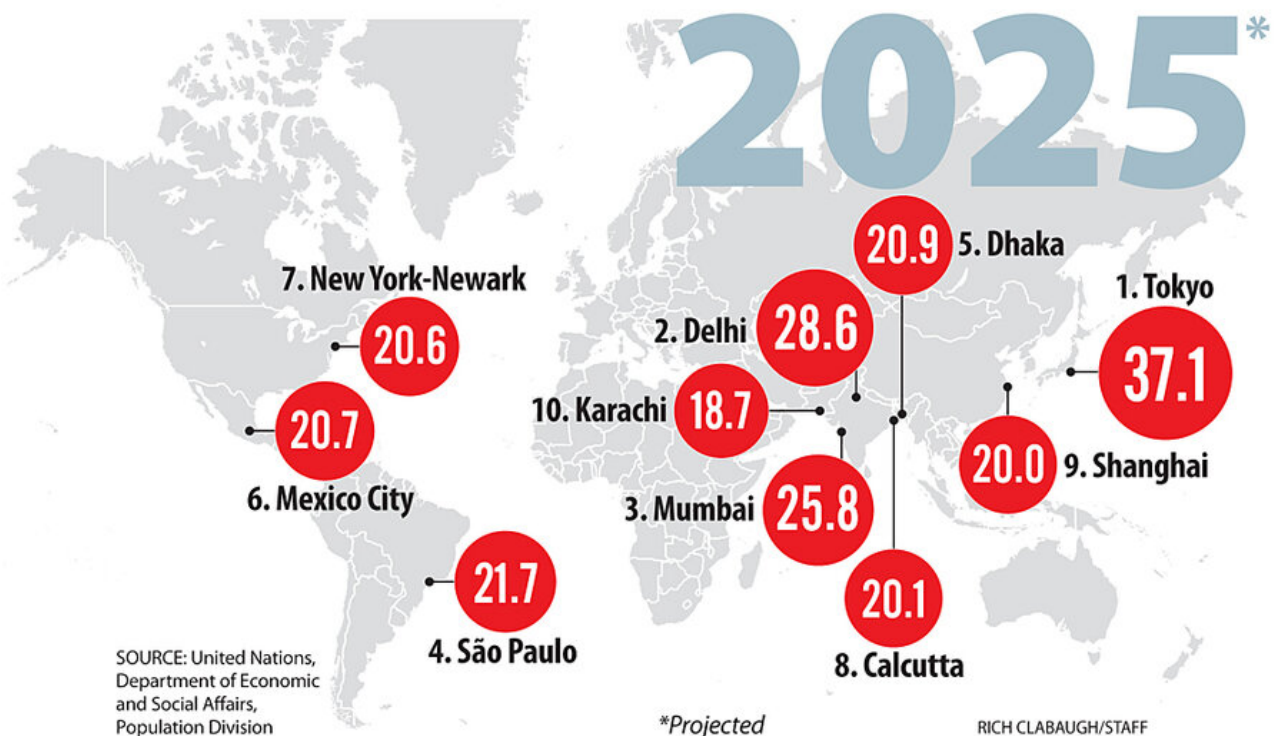 2025*
20.9
5. Dhaka
7. New York-Newark
20.6
1. Tokyo
37.1
2. Delhi
28.6
10. Karachi
18.7
20.7
6. Mexico City
3. Mumbai
25.8
20.0
9. Shanghai
21.7
4. São Paulo
20.1
8. Calcutta
SOURCE: United Nations,
Department of Economic
and Social Affairs,
Population Division
*Projected
RICH CLABAUGH/STAFF